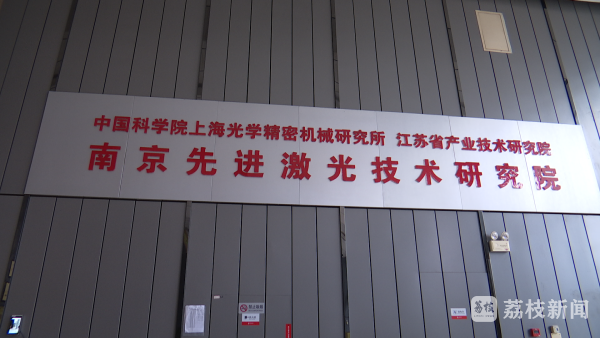 中国科学院上海光学精密机械研究所 江苏省产业技术研究院
南京先进激光技术研究院
荔枝
荔枝新闻